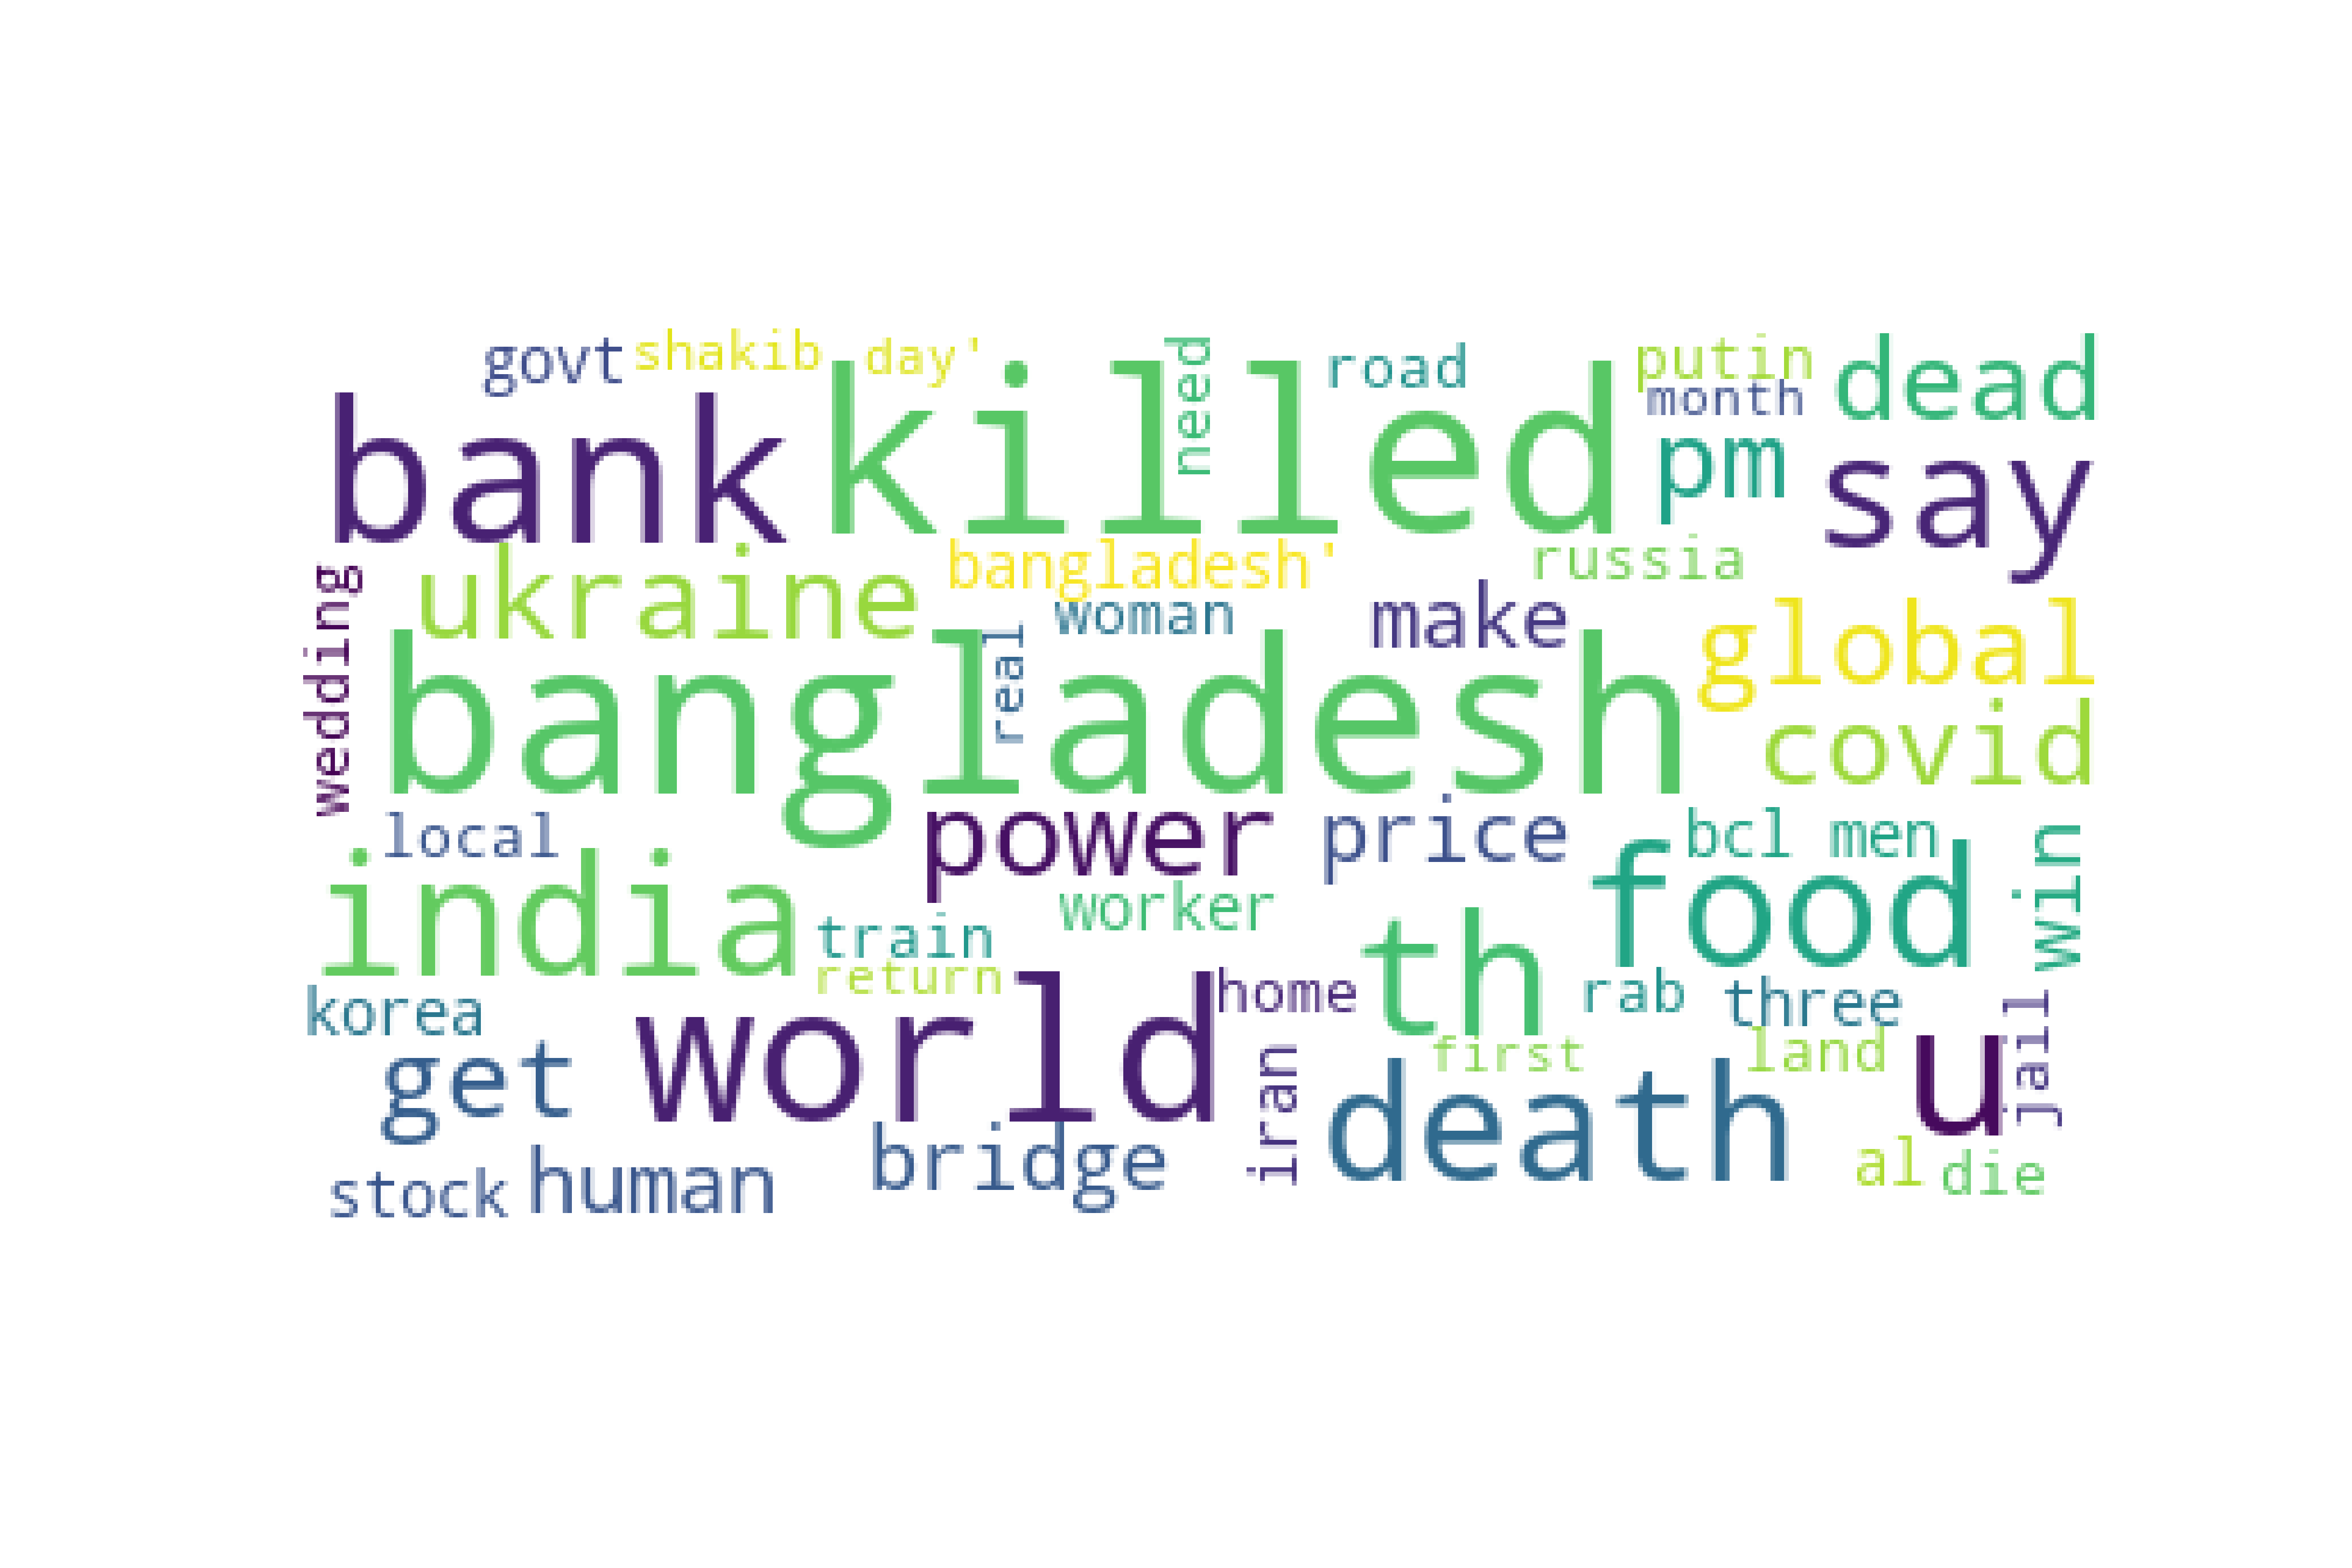 govt
shakib
day'
need
road
putin
month
dead
bank
killed
pm
say
wedding
ukraine
bangladesh'
russia
woman
make
global
real
bangladesh
covid
local
power
price
bcl men
win
india
train
worker
food
th
return
korea
world
home
rab
three
jail
get
iran
first
land
u
death
bridge
stock
human
al
die